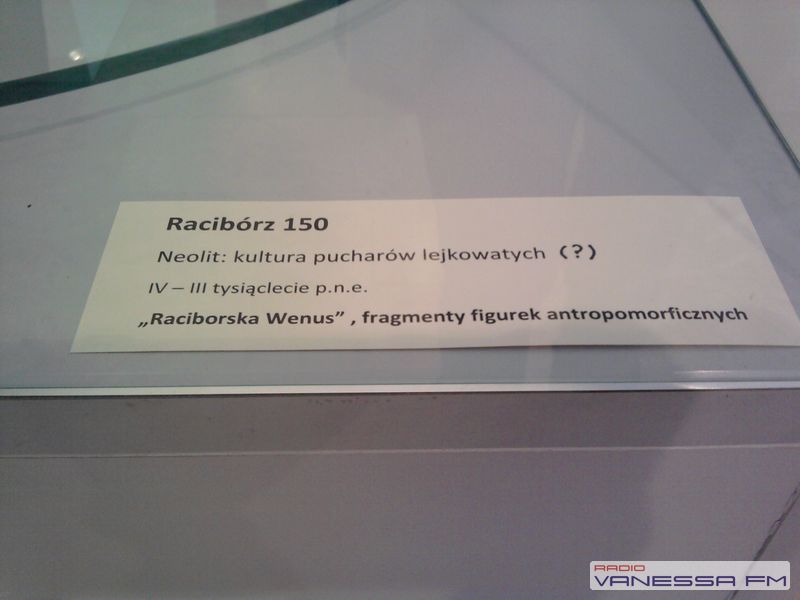 Racibórz 150
Neolit: kultura pucharów lejkowatych (?)
IV – III tysiąclecie p.n.e.
„Raciborska Wenus” , fragmenty figurek antropomorficznych
RADIO
VANESSA FM